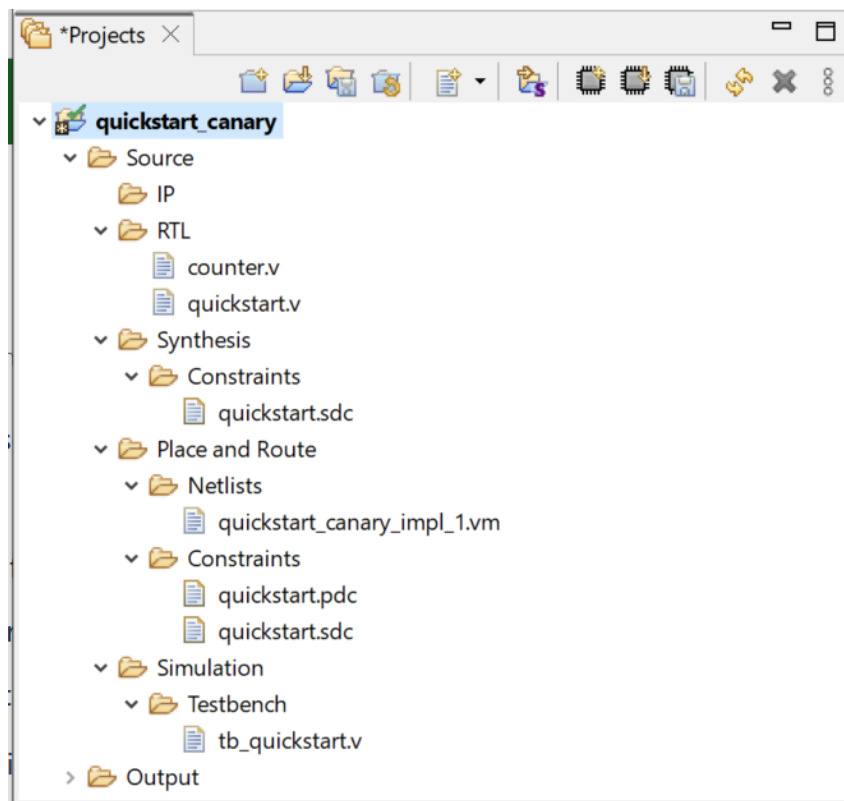 *Projects
quickstart_canary
Source
IP
RTL
counter.v
quickstart.v
Synthesis
Constraints
quickstart.sdc
Place and Route
Netlists
quickstart_canary_impl_1.vm
Constraints
quickstart.pdc
quickstart.sdc
Simulation
Testbench
tb_quickstart.v
Output